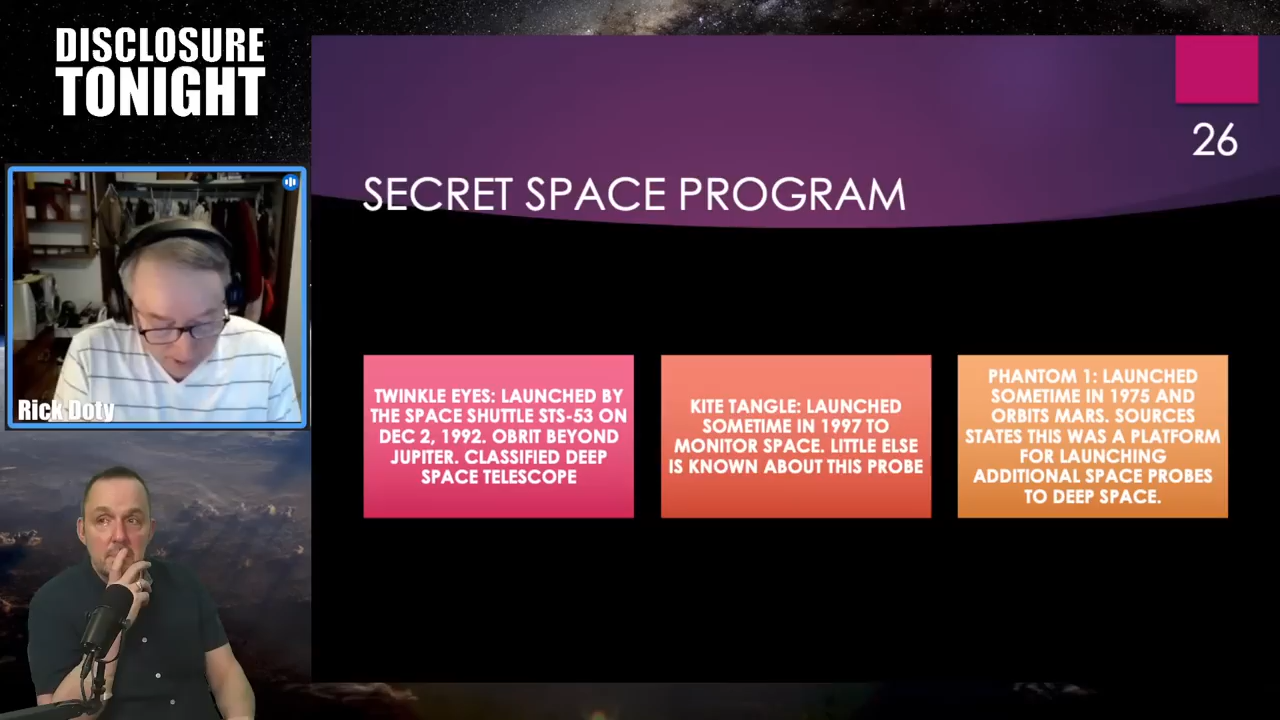 DISCLOSURE
TONIGHT
26
SECRET SPACE PROGRAM
Rick Doty
TWINKLE EYES: LAUNCHED BY
THE SPACE SHUTTLE STS-53 ON
DEC 2, 1992. OBRIT BEYOND
JUPITER. CLASSIFIED DEEP
SPACE TELESCOPE
KITE TANGLE: LAUNCHED
SOMETIME IN 1997 TO
MONITOR SPACE. LITTLE ELSE
IS KNOWN ABOUT THIS PROBE
PHANTOM 1: LAUNCHED
SOMETIME IN 1975 AND
ORBITS MARS. SOURCES
STATES THIS WAS A PLATFORM
FOR LAUNCHING
ADDITIONAL SPACE PROBES
TO DEEP SPACE.